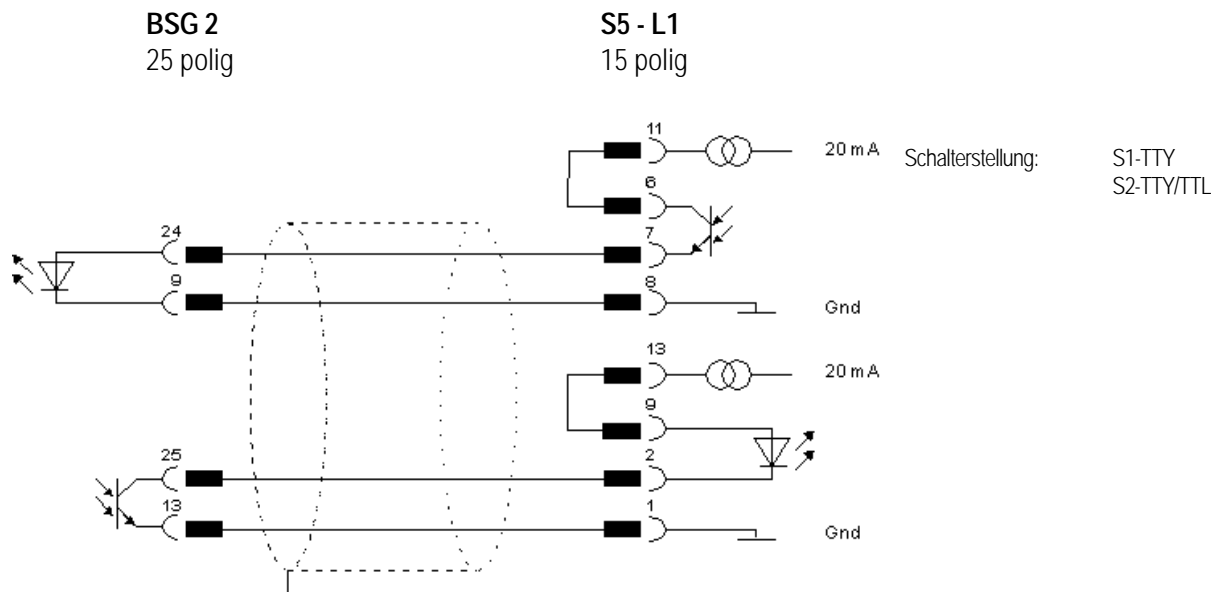 BSG 2
25 polig
S5 - L1
15 polig
11
20 mA
Schalterstellung:
S1-TTY
S2-TTY/TTL
6
24
7
9
8
Gnd
13
20 mA
9
25
2
13
1
Gnd